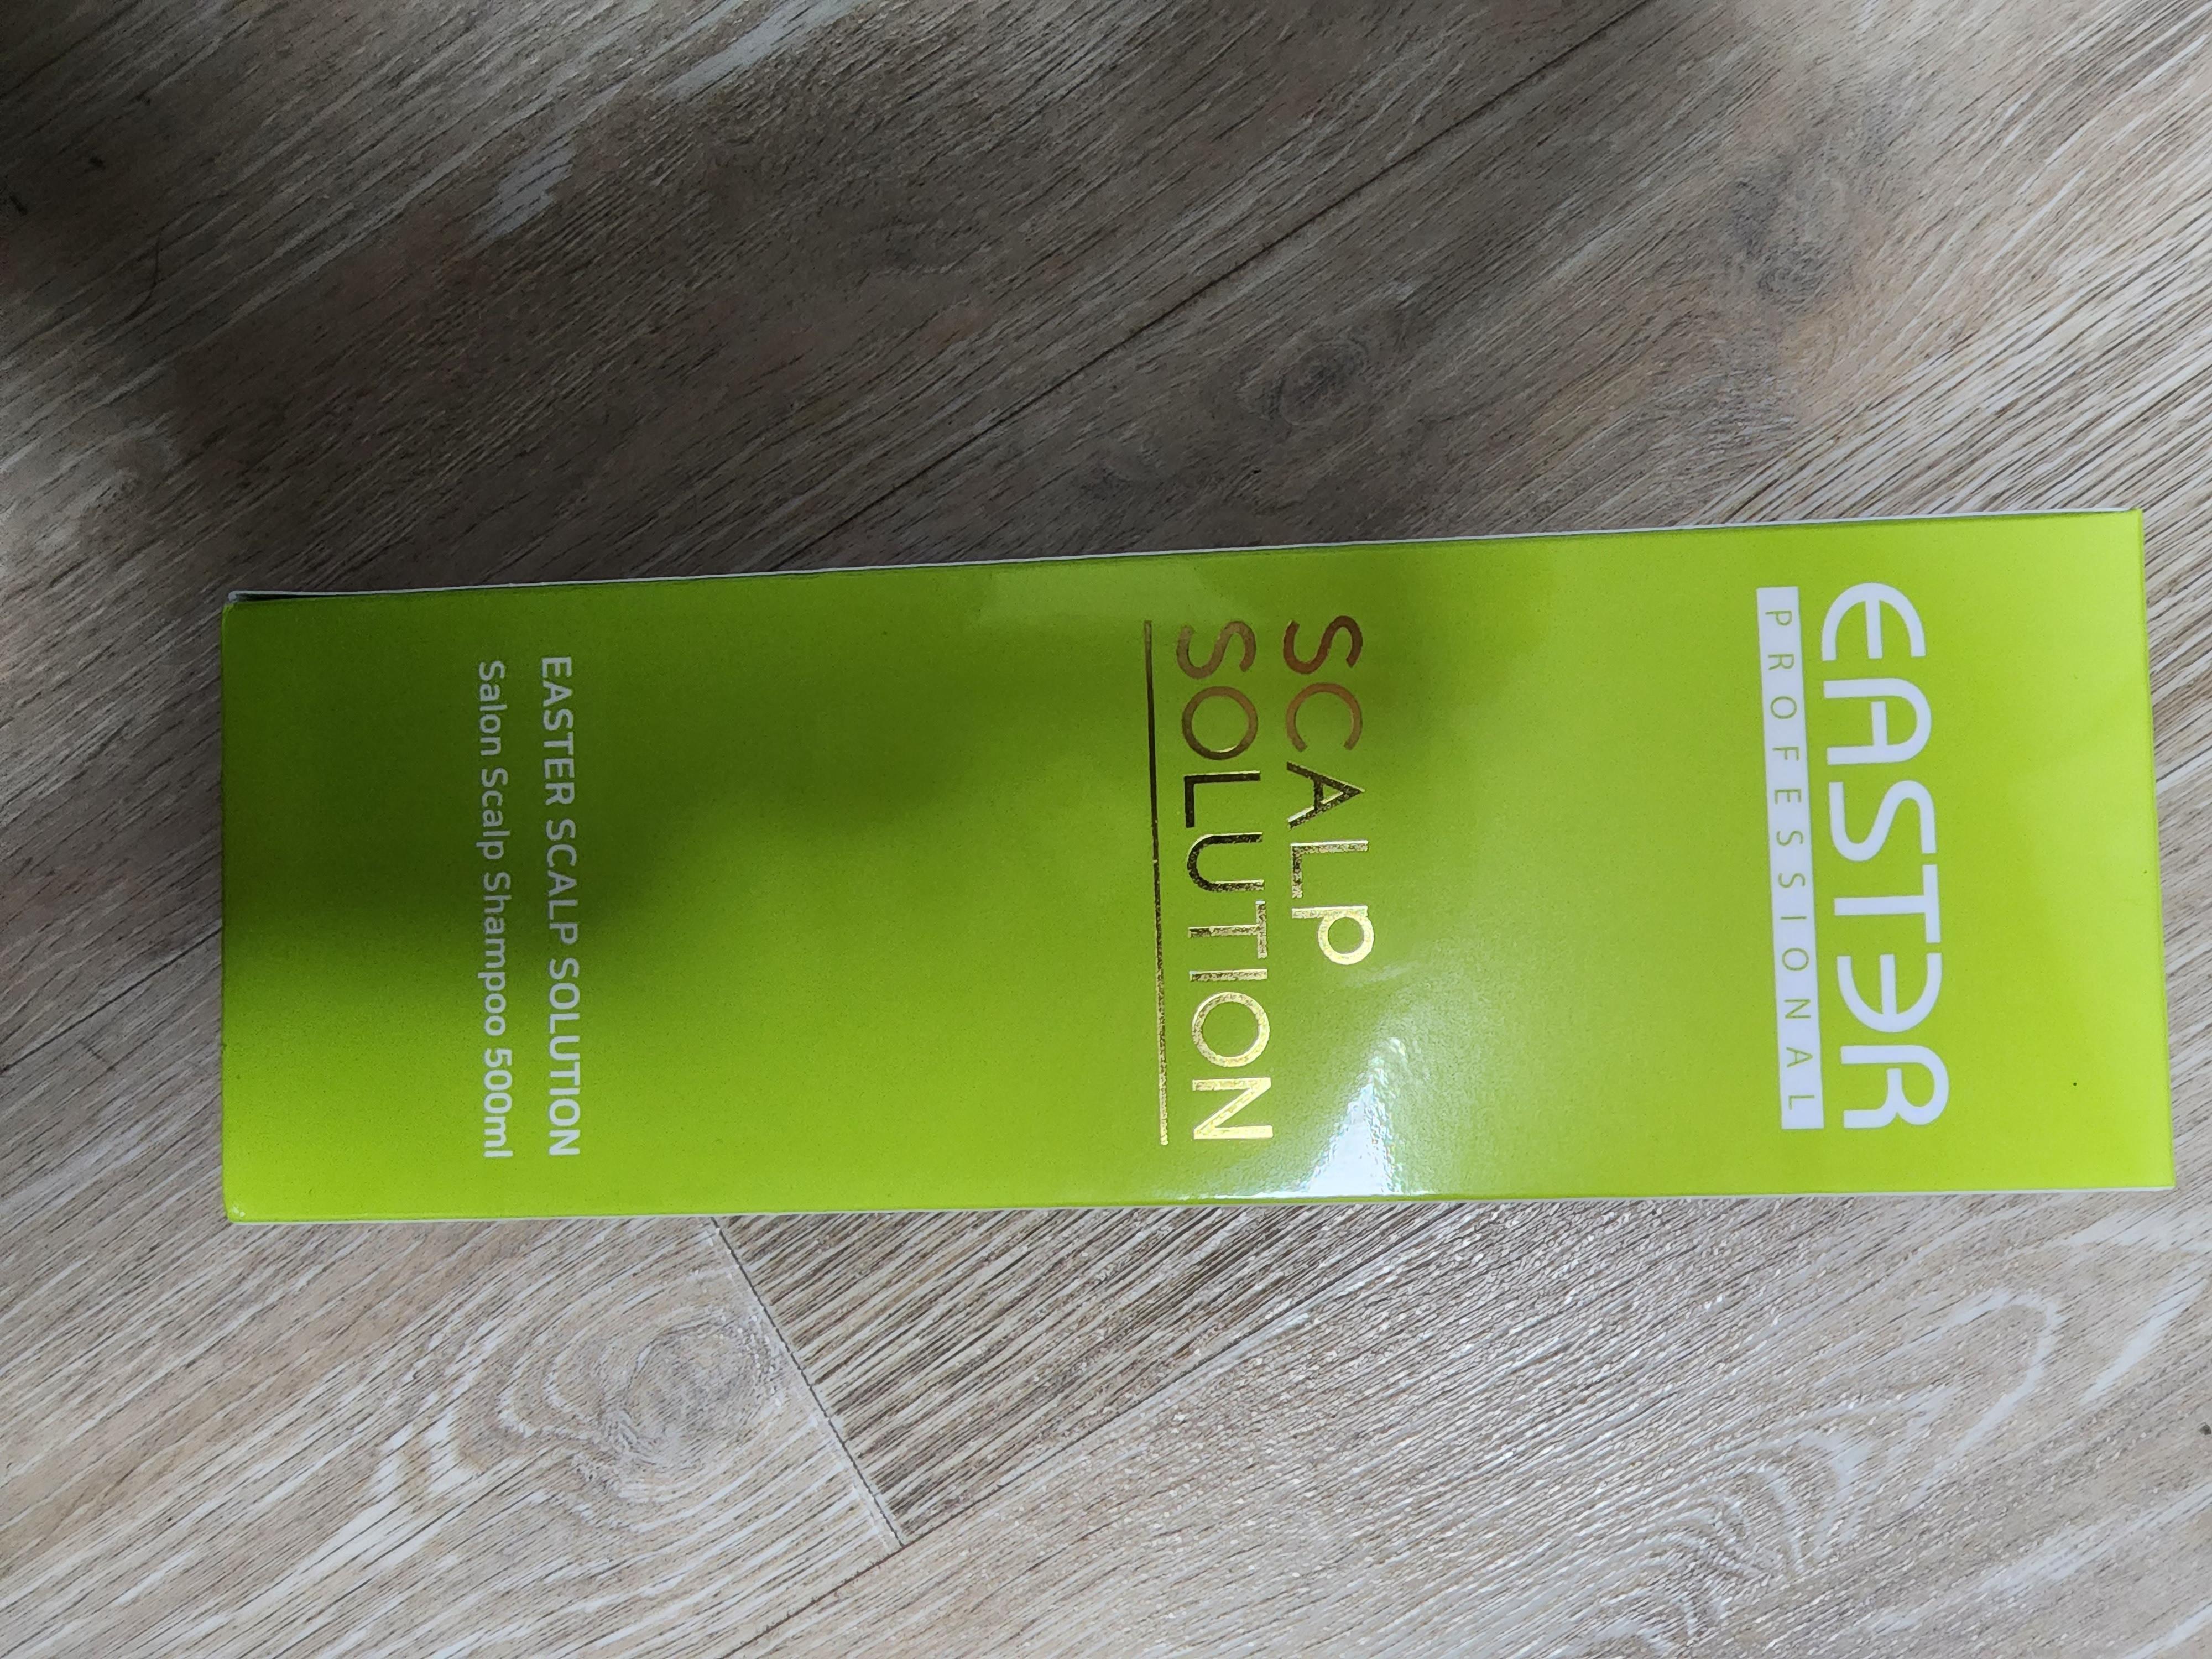 EASTER
PROFESSIONAL
SCALP
SOLUTION
EASTER SCALP SOLUTION
Salon Scalp Shampoo 500ml